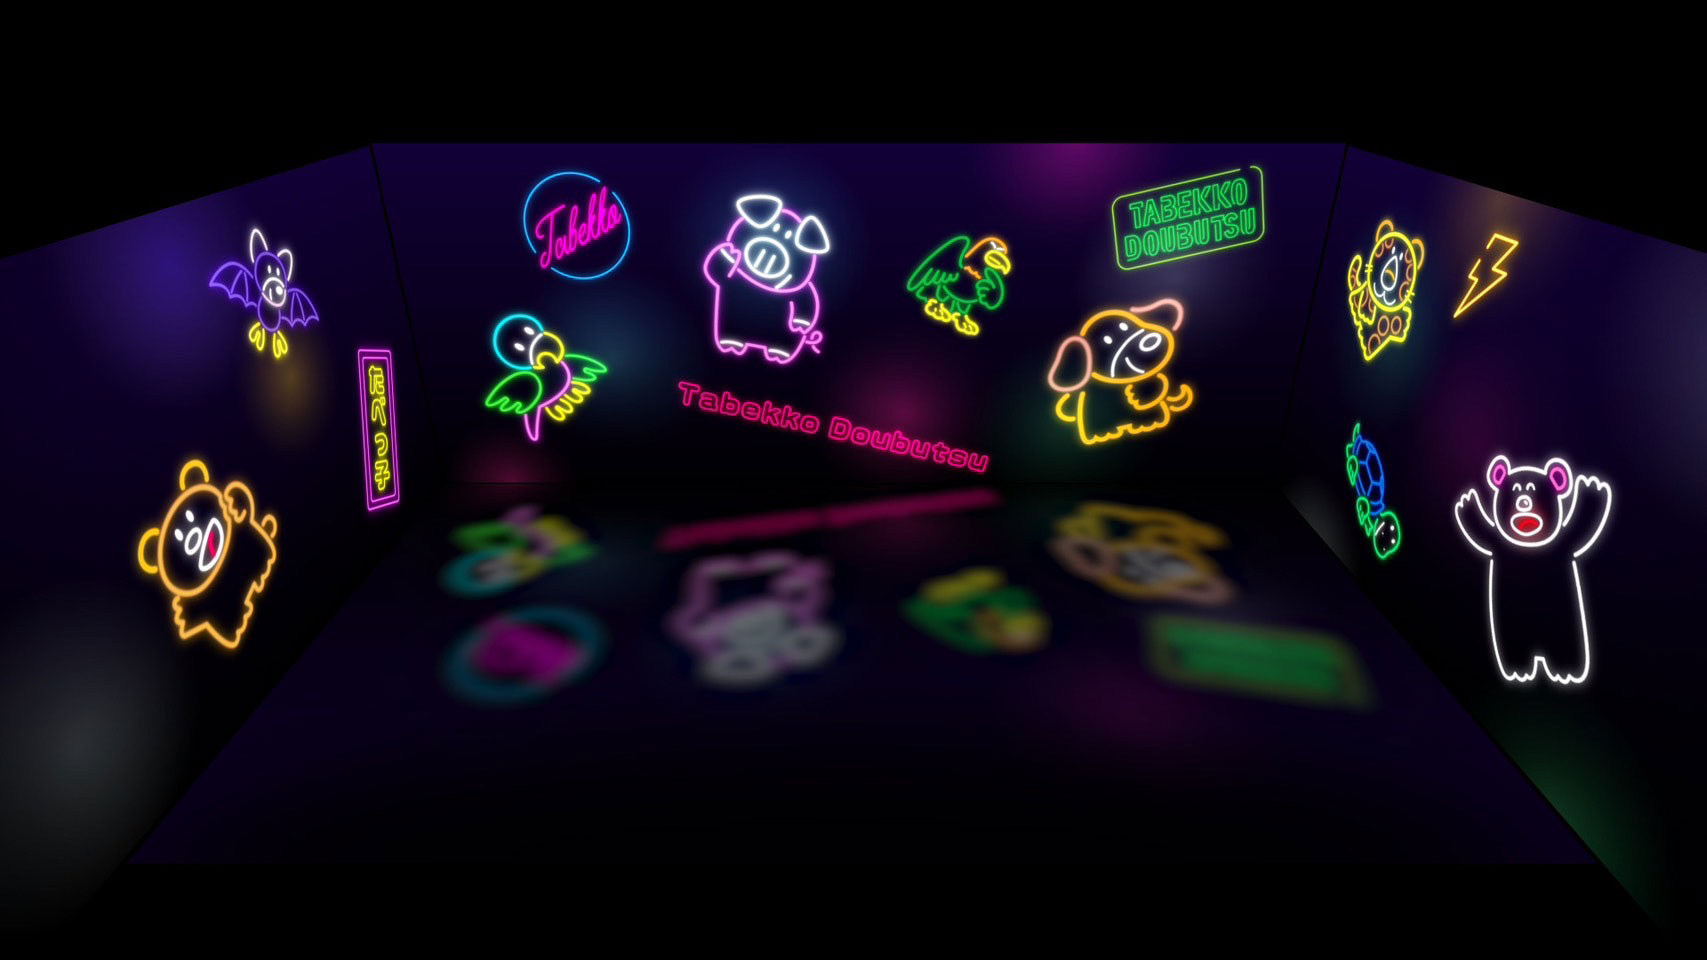 たべっ子
Tabekko
Tabekko Doubutsu
TABEKKO
DOUBUTSU